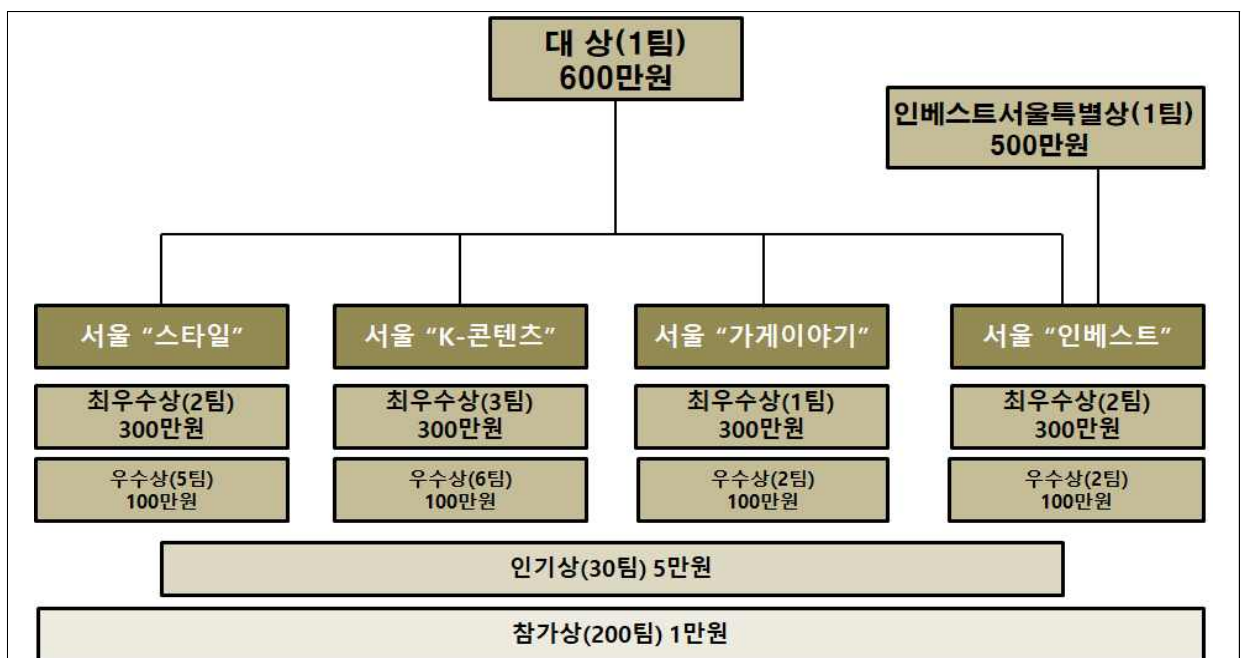 대 상(1팀)
600만원
인베스트서울특별상(1팀)
500만원
서울 “스타일”
서울 “K-콘텐츠”
서울 “가게이야기”
서울 “인베스트”
최우수상(2팀)
300만원
최우수상(3팀)
300만원
최우수상(1팀)
300만원
최우수상(2팀)
300만원
우수상(5팀)
100만원
우수상(6팀)
100만원
우수상(2팀)
100만원
우수상(2팀)
100만원
인기상(30팀) 5만원
참가상(200팀) 1만원